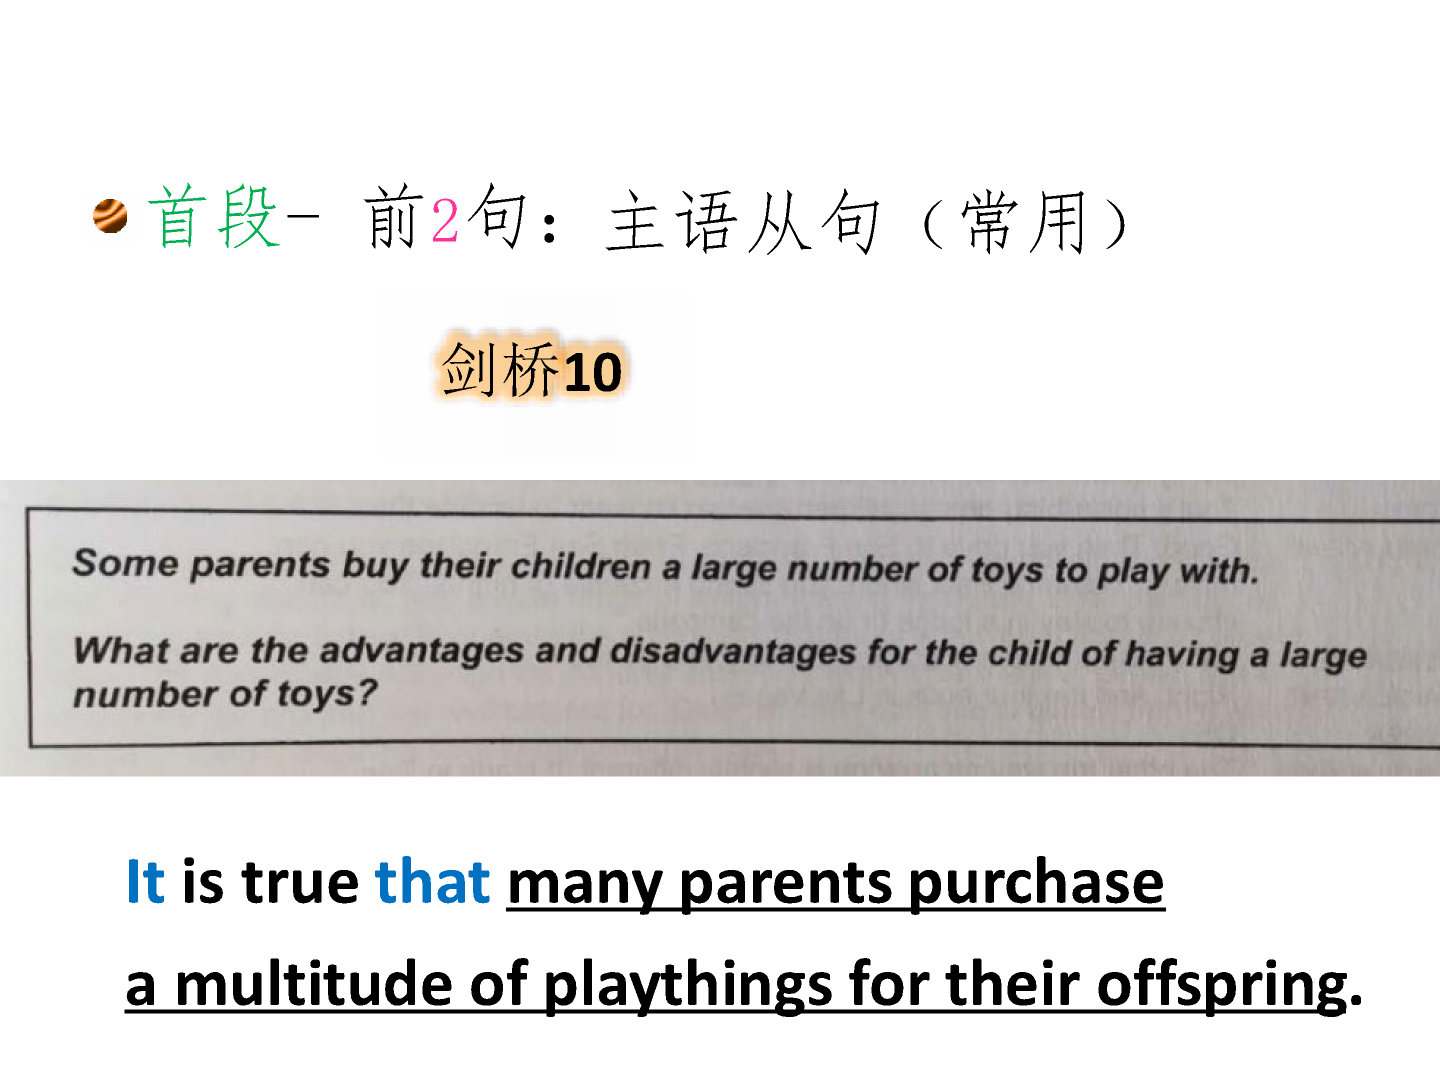 首段- 前2句：主语从句（常用）
剑桥10
Some parents buy their children a large number of toys to play with.
What are the advantages and disadvantages for the child of having a large
number of toys?
It is true that many parents purchase
a multitude of playthings for their offspring.